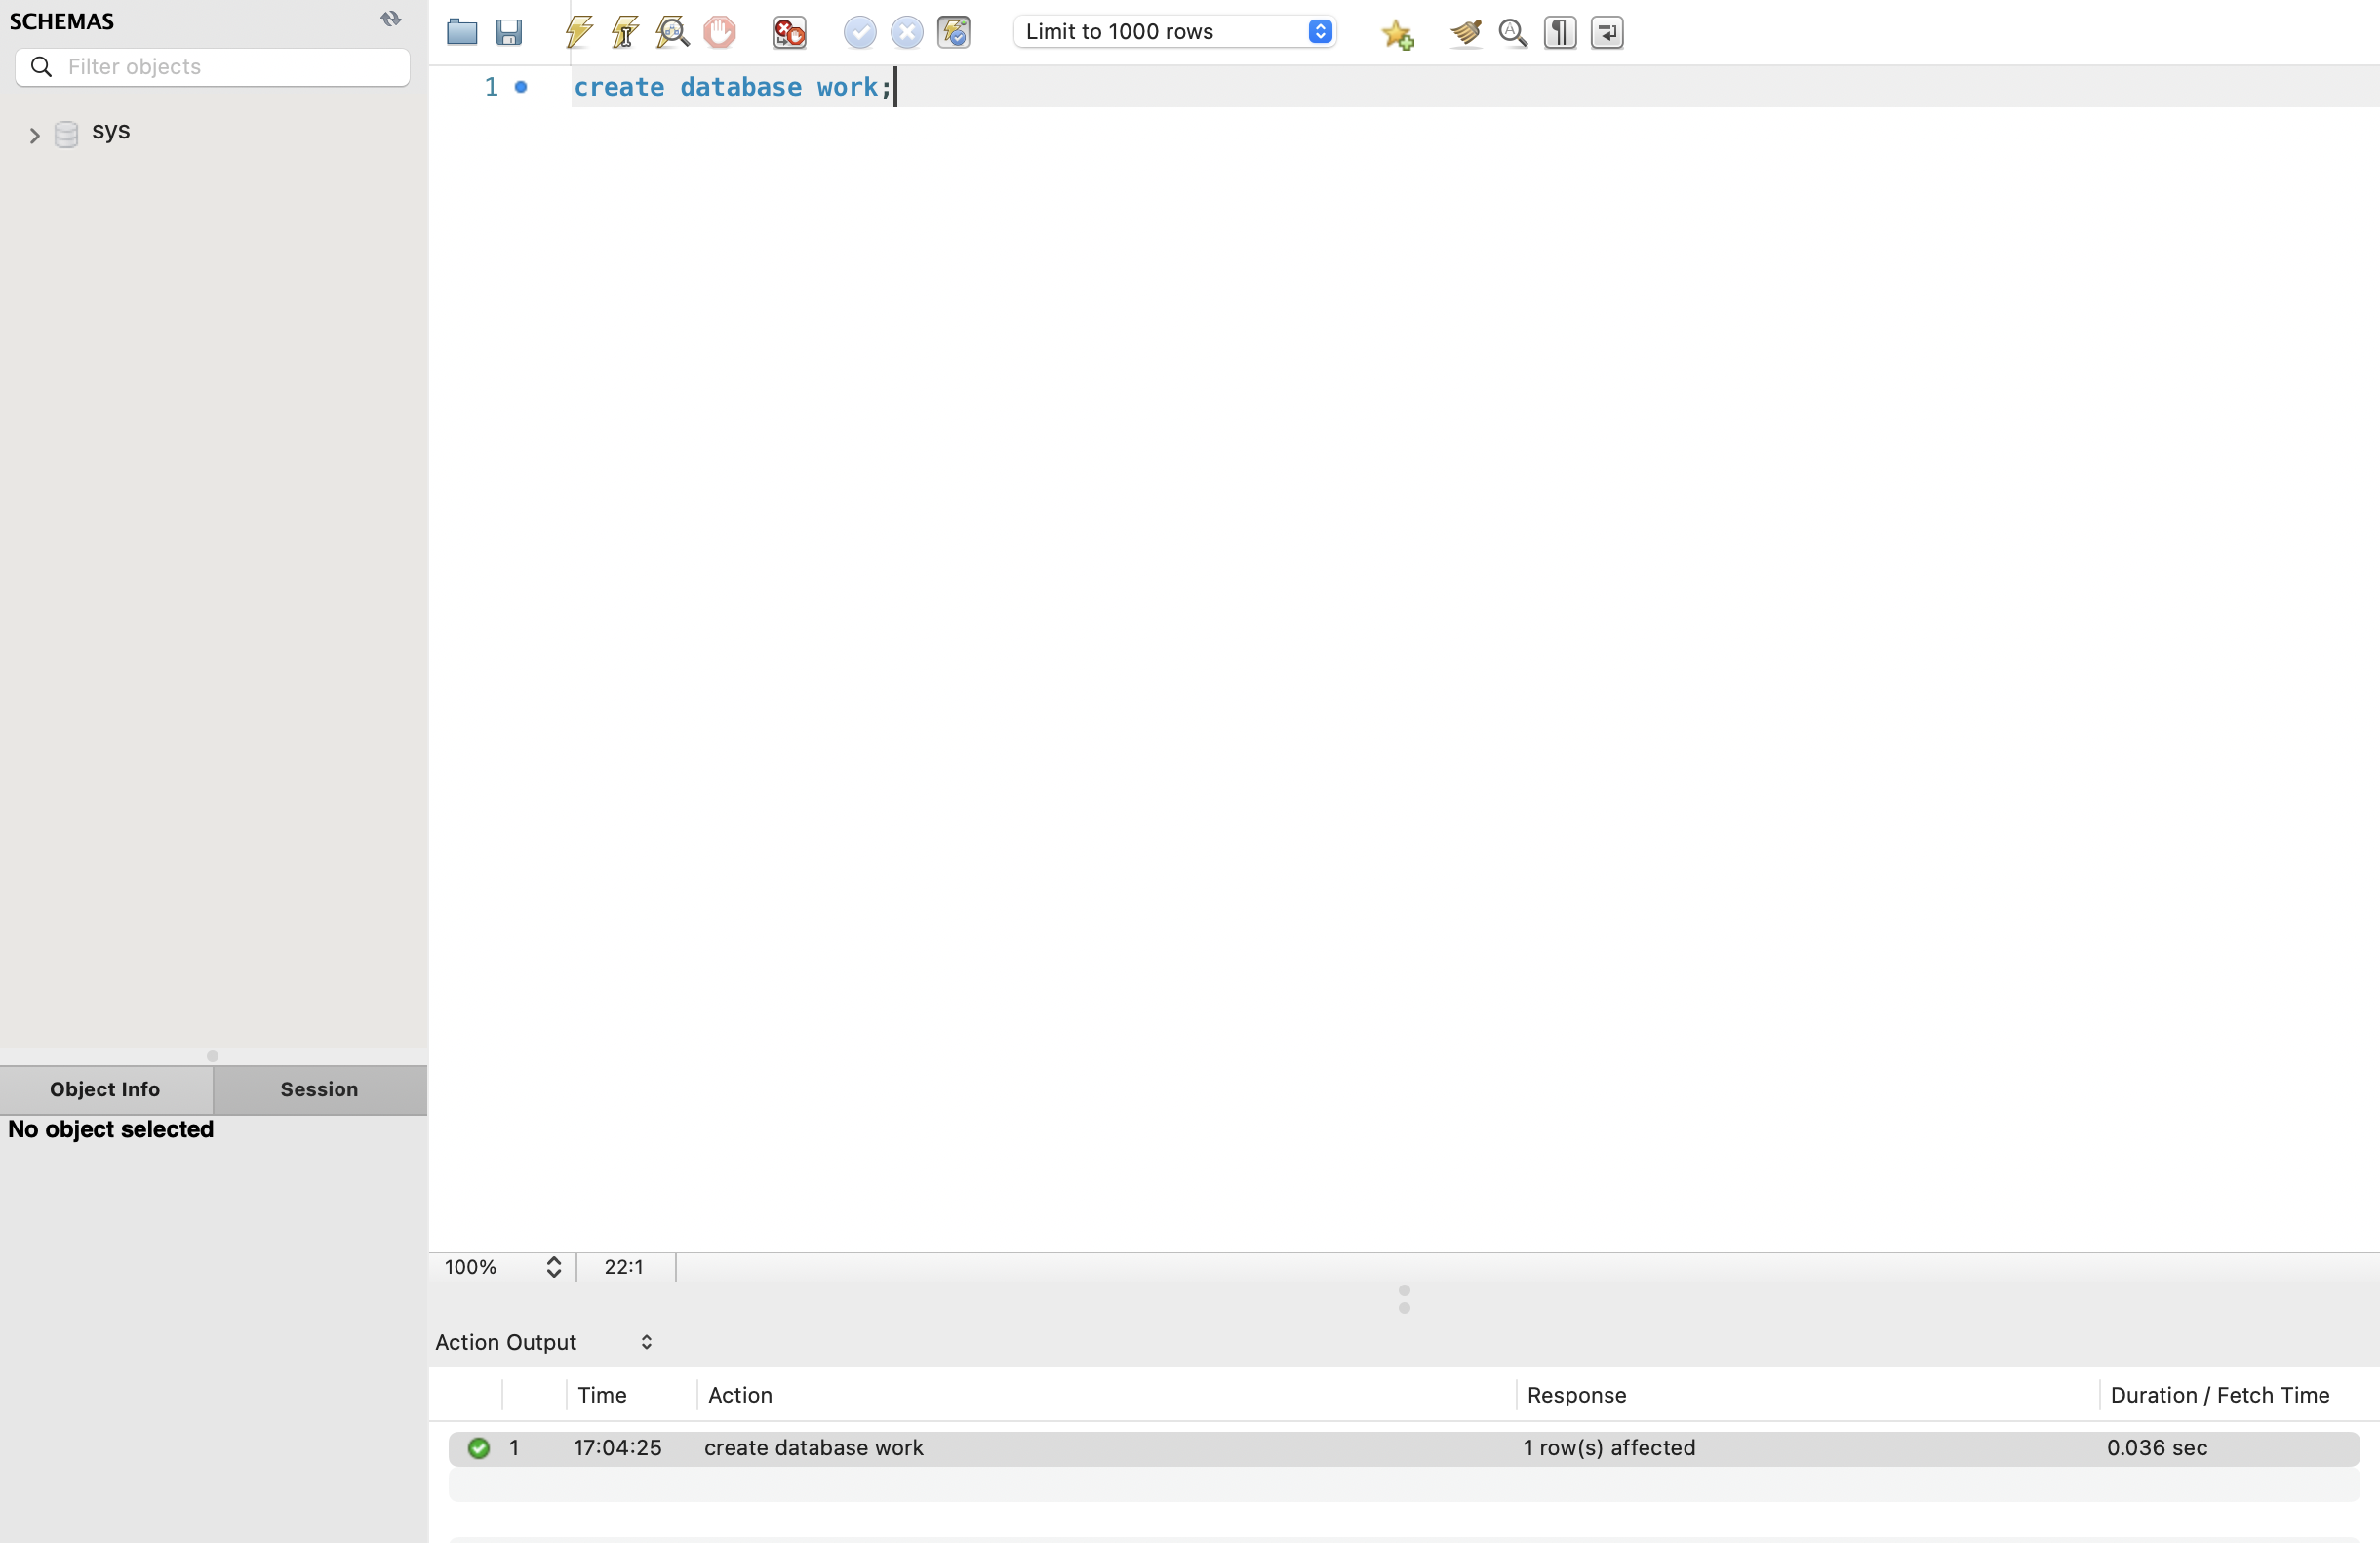 SCHEMAS
Filter objects
sys
Object Info
Session
No object selected
Limit to 1000 rows
1 create database work;
100%
22:1
Action Output
Time
Action
Response
Duration / Fetch Time
1
17:04:25
create database work
1 row(s) affected
0.036 sec